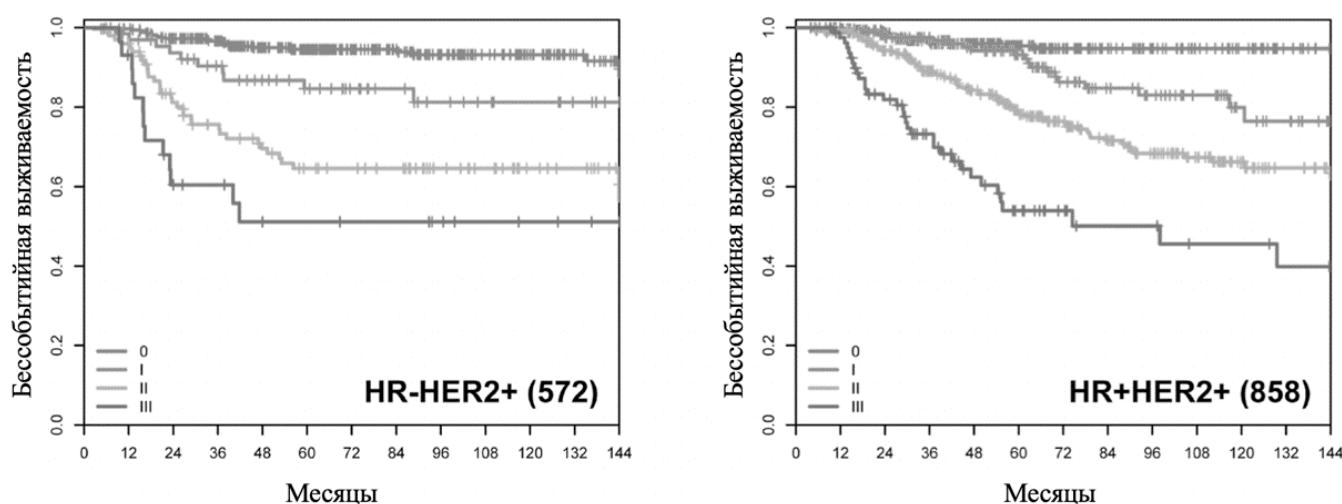 Бессобытийная выживаемость
1.0
0.8
0.6
0.4
0.2
0.0
0
I
II
III
HR-HER2+ (572)
0 12 24 36 48 60 72 84 96 108 120 132 144
Месяцы
Бессобытийная выживаемость
1.0
0.8
0.6
0.4
0.2
0.0
0
I
II
III
HR+HER2+ (858)
0 12 24 36 48 60 72 84 96 108 120 132 144
Месяцы